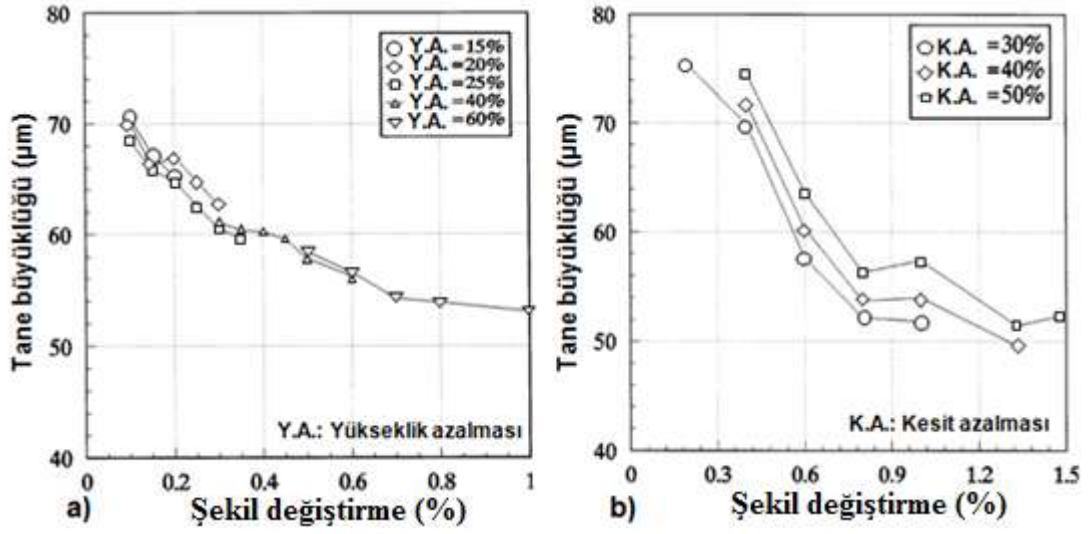 80
70
60
50
40
Tane büyüklüğü (µm)
Y.A. =15%
Y.A. =20%
Y.A. =25%
Y.A. =40%
Y.A. =60%
Y.A.: Yükseklik azalması
0
0.2
0.4
0.6
0.8
1
a)
Şekil değiştirme (%)
80
70
60
50
40
Tane büyüklüğü (µm)
K.A. =30%
K.A. =40%
K.A. =50%
K.A.: Kesit azalması
0
0.3
0.6
0.9
1.2
1.5
b)
Şekil değiştirme (%)